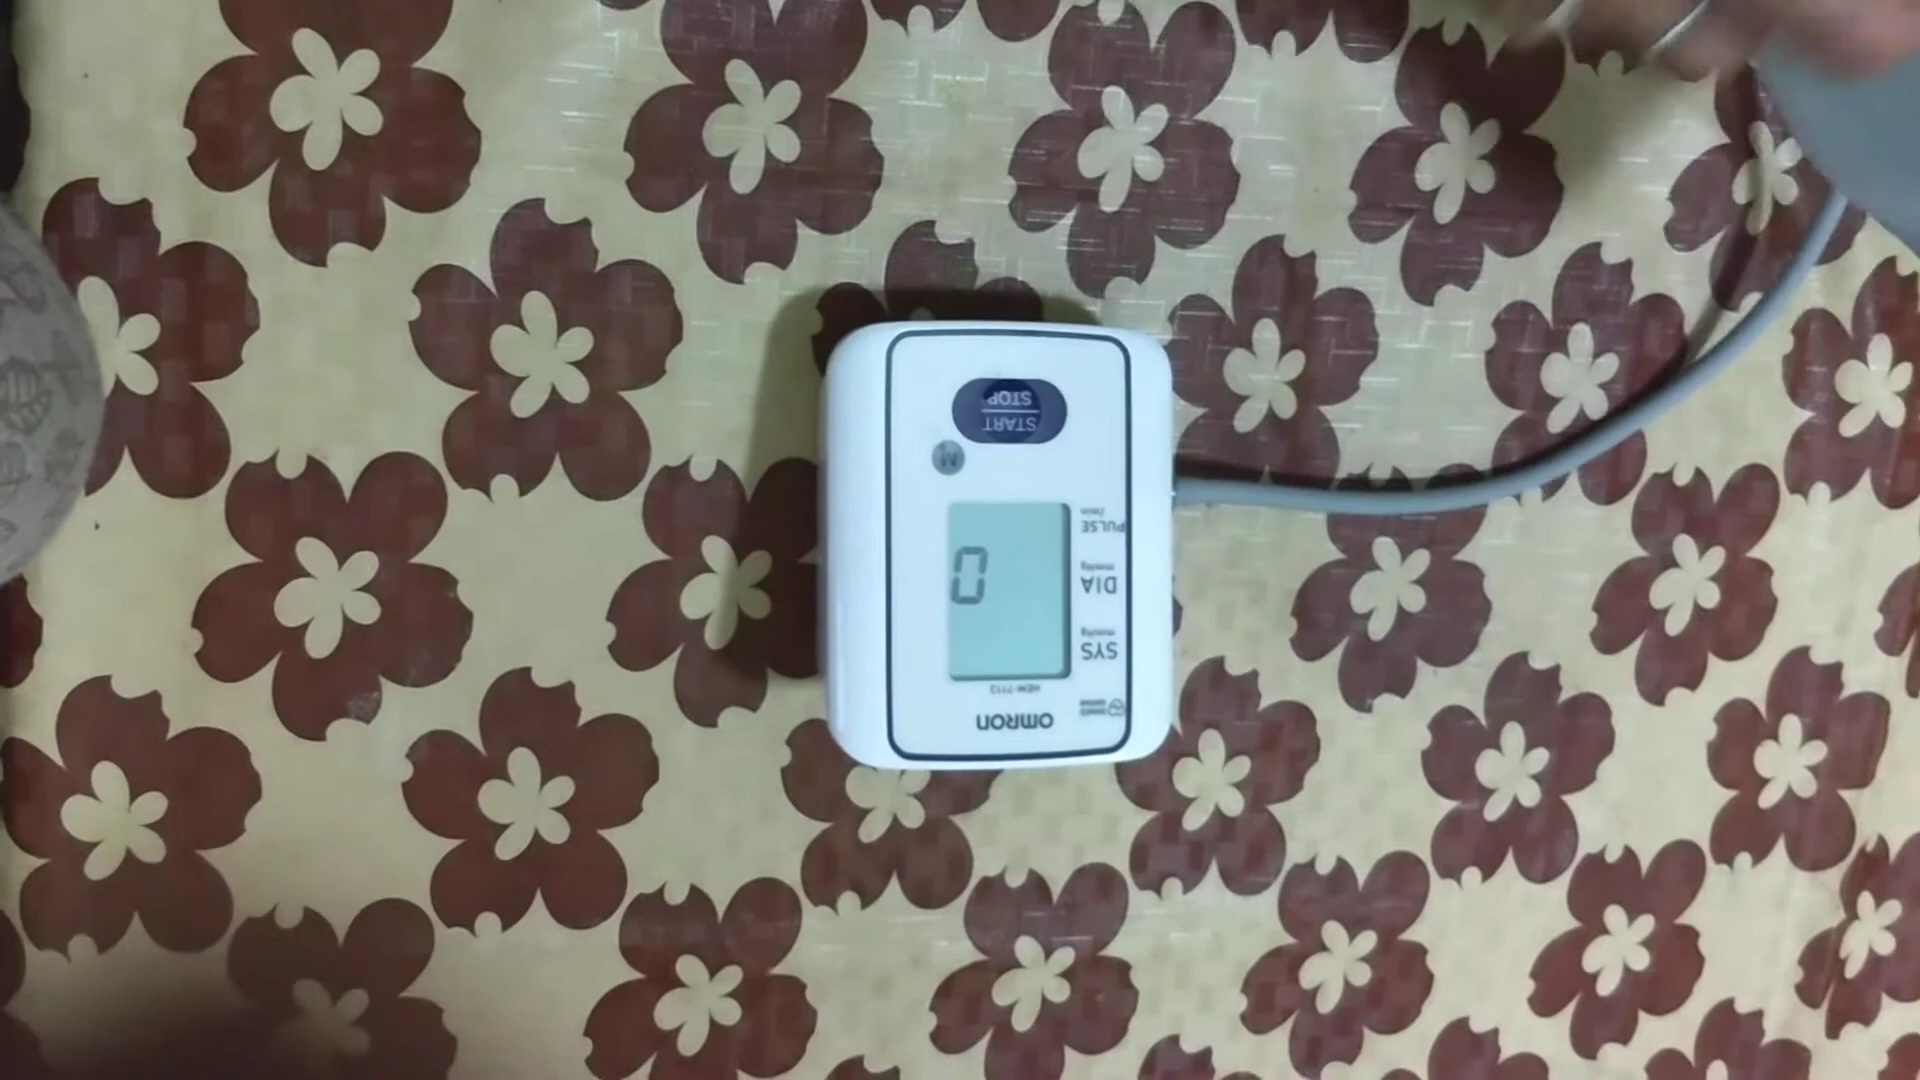 OMRON
HEM-7113
SYS
mmHg
DIA
mmHg
PULSE
/min
0
M
START
STOP